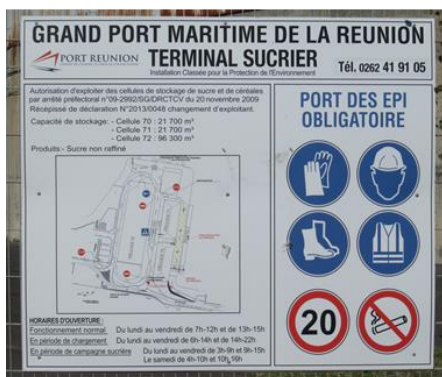 GRAND PORT MARITIME DE LA REUNION
PORT REUNION
TERMINAL SUCRIER
Installation Classée pour la Protection de l'Environnement
Tél. 0262 41 91 05
Autorisation d'exploiter des cellules de stockage de sucre et de céréales
par arrêté préfectoral n°09-2992/SG/DRCTCV du 20 novembre 2009
Récépissé de déclaration N°2013/0048 changement d'exploitant.
Capacité de stockage: - Cellule 70 : 21 700 m³
- Cellule 71 : 21 700 m³
- Cellule 72 : 96 300 m³
Produits - Sucre non raffiné
HORAIRES D'OUVERTURE :
Fonctionnement normal Du lundi au vendredi de 7h-12h et de 13h-15h
En période de chargement Du lundi au vendredi de 6h-14h et de 14h-22h
En période de campagne sucrière Du lundi au vendredi de 3h-9h et 9h-15h
Le samedi de 4h-10h et 10h-16h
PORT DES EPI
OBLIGATOIRE
20